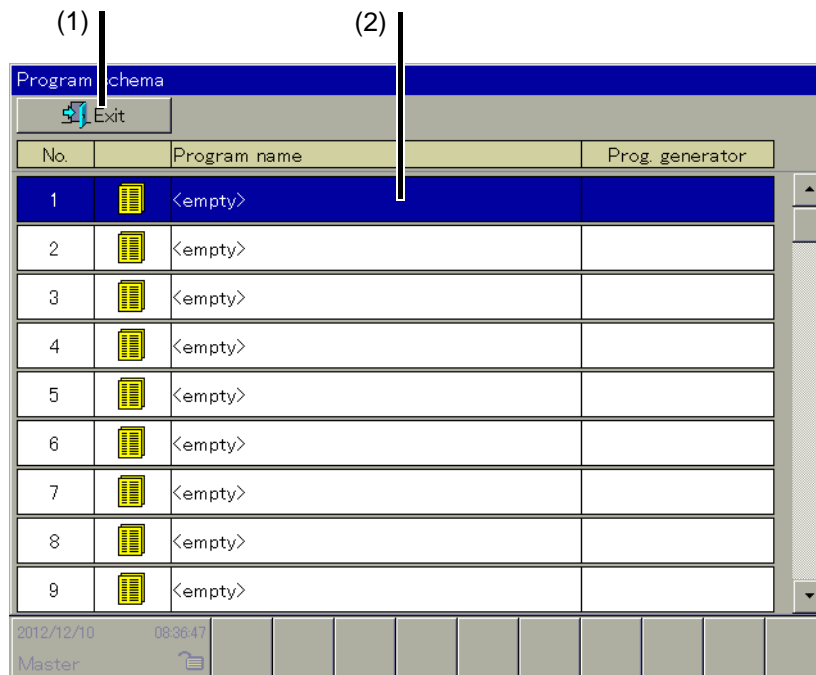 (1) (2)
Program schema
Exit
No. Program name Prog. generator
1 <empty>
2 <empty>
3 <empty>
4 <empty>
5 <empty>
6 <empty>
7 <empty>
8 <empty>
9 <empty>
2012/12/10 08:36:47
Master